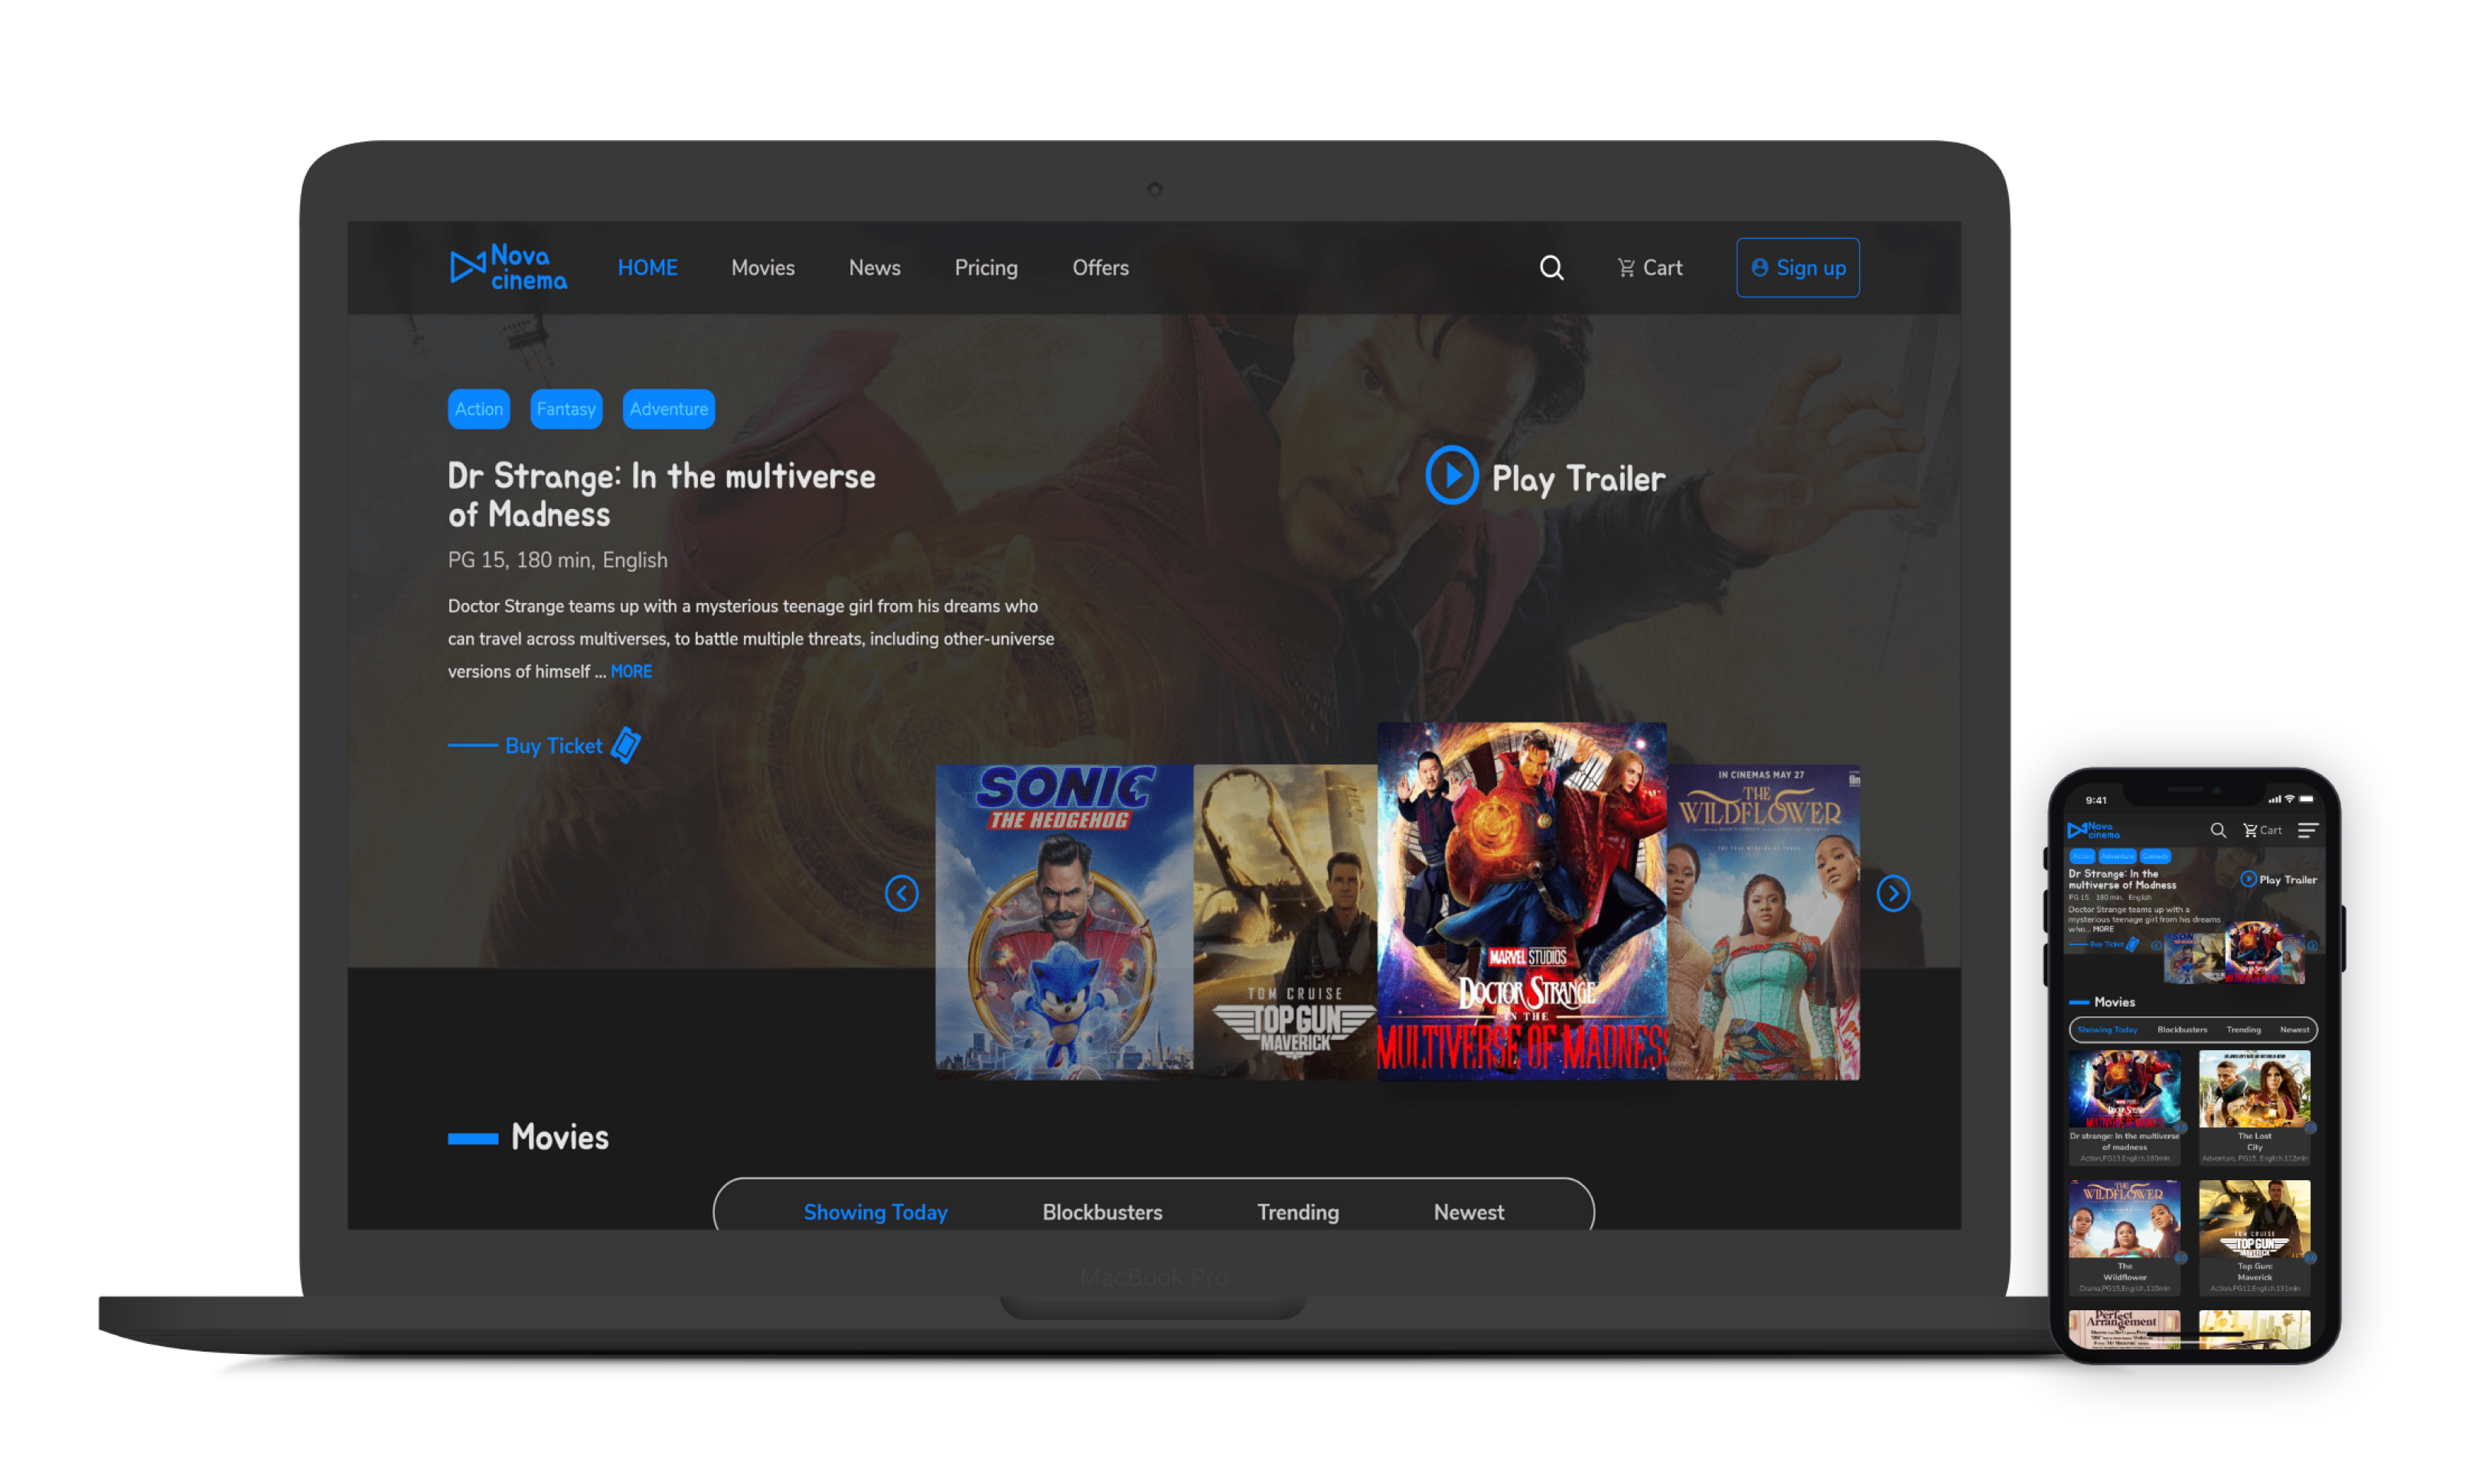 Nova
cinema
HOME
Movies
News
Pricing
Offers
Cart
Sign up
Action
Fantasy
Adventure
Dr Strange: In the multiverse
of Madness
PG 15, 180 min, English
Play Trailer
Doctor Strange teams up with a mysterious teenage girl from his dreams who
can travel across multiverses, to battle multiple threats, including other-universe
versions of himself ... MORE
Buy Ticket
SONIC
THE HEDGEHOG
TOM CRUISE
TOP GUN
MAVERICK
MARVEL STUDIOS
DOCTOR STRANGE
IN THE
MULTIVERSE OF MADNESS
IN CINEMAS MAY 27
THE
WILDFLOWER
Movies
Showing Today
Blockbusters
Trending
Newest
MacBook Pro
9:41
Nova
cinema
Cart
Action
Adventure
Comedy
Dr Strange: In the
multiverse of Madness
Play Trailer
PG 15, 180 min, English
Doctor Strange teams up with a
mysterious teenage girl from his dreams
who... MORE
Buy Ticket
Movies
Showing Today
Blockbusters
Trending
Newest
Dr strange: In the multiverse
of madness
Action,PG13,English,180min
The Lost
City
Adventure, PG15, English,112min
THE
WILDFLOWER
The
Wildflower
Drama,PG15,English,110min
TOM CRUISE
TOP GUN
MAVERICK
Top Gun:
Maverick
Action,PG12,English,131min
Perfect
Arrangement